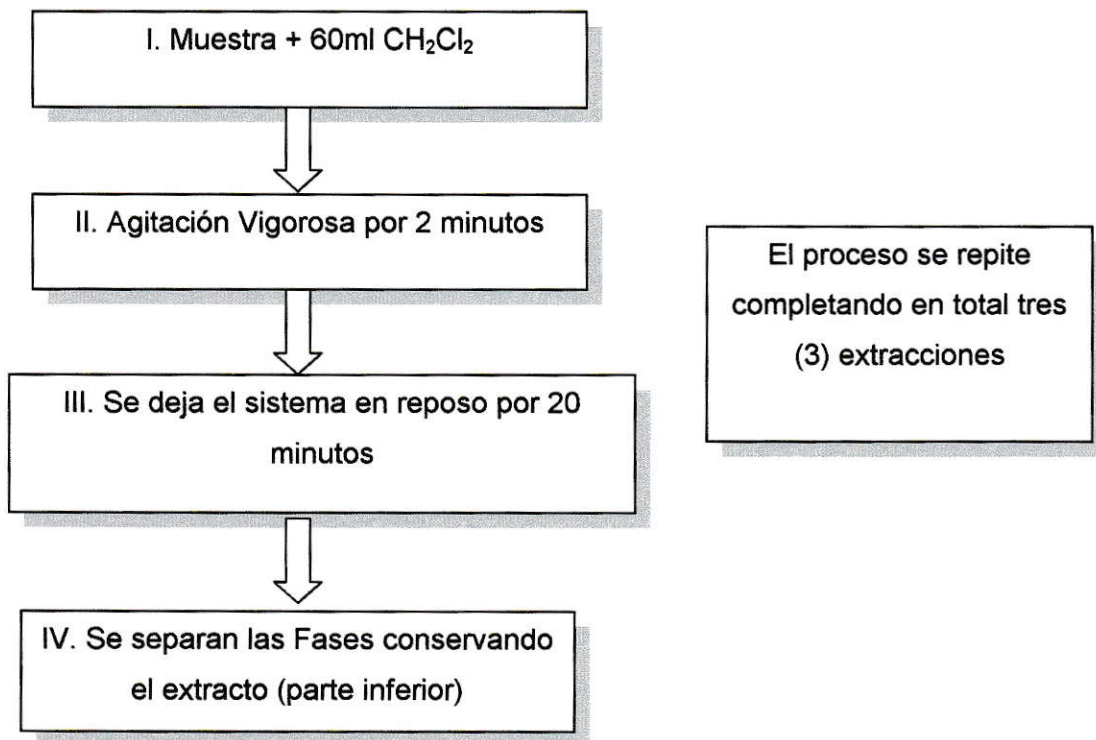 I. Muestra + 60ml CH₂Cl₂
II. Agitación Vigorosa por 2 minutos
El proceso se repite
completando en total tres
(3) extracciones
III. Se deja el sistema en reposo por 20
minutos
IV. Se separan las Fases conservando
el extracto (parte inferior)